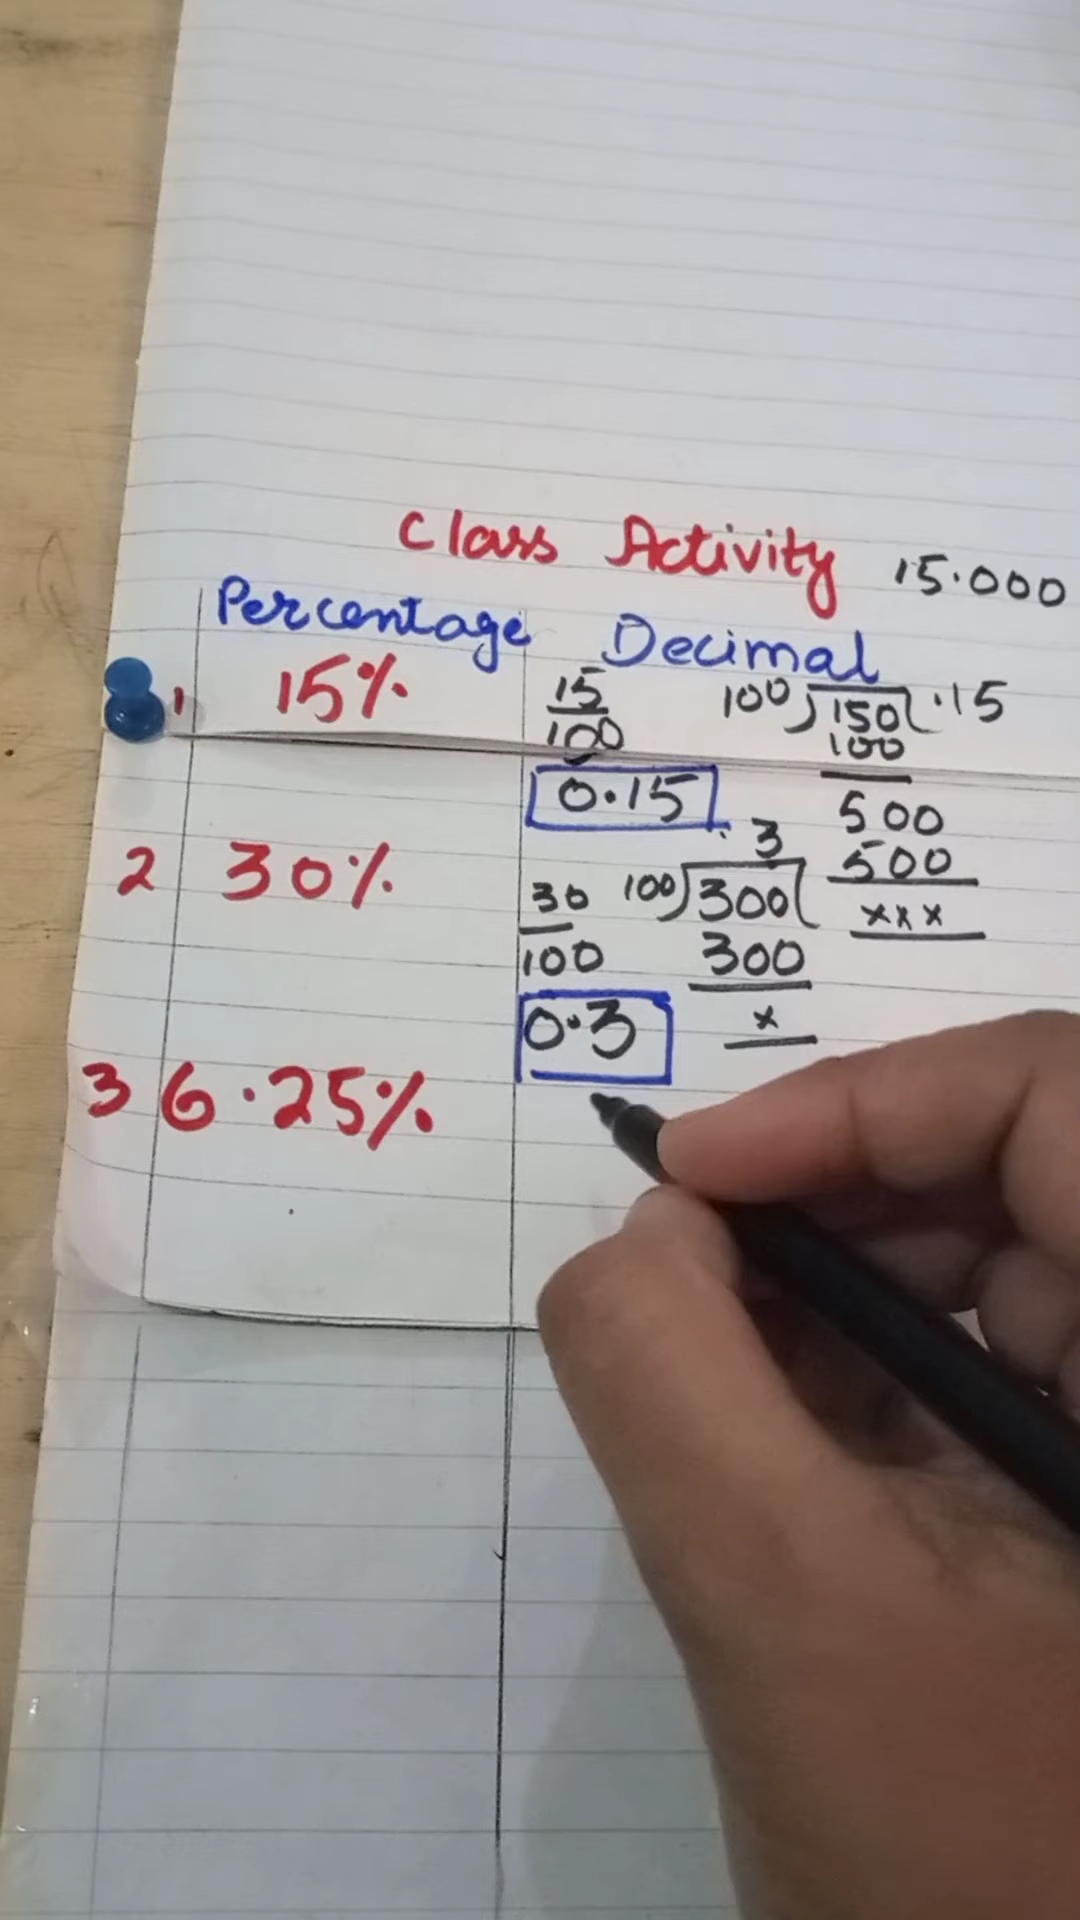 Class Activity 15.000
Percentage Decimal
1 15% 15/100 100)150( .15
100
0.15 500
500
xxx
2 30% 30/100 .3
100)300(
300
x
0.3
3 6.25%